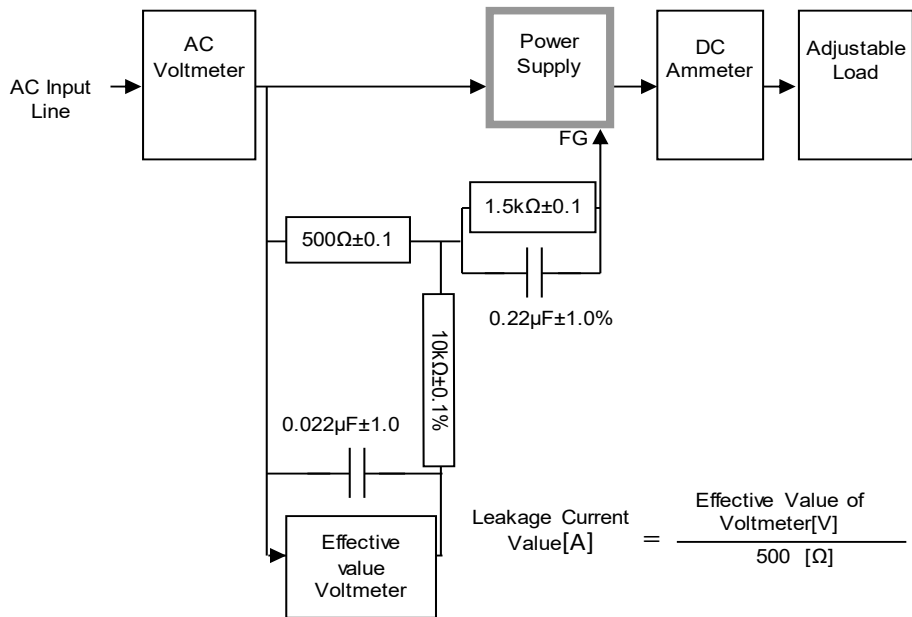 AC
Voltmeter
Power
Supply
DC
Ammeter
Adjustable
Load
AC Input
Line
FG
1.5kΩ±0.1
500Ω±0.1
0.22μF±1.0%
10kΩ±0.1%
0.022μF±1.0
Effective
value
Voltmeter
Leakage Current
Value[A]
=
Effective Value of
Voltmeter[V]
500 [Ω]